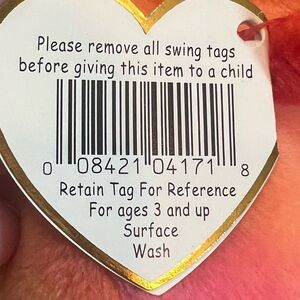 Please remove all swing tags
before giving this item to a child
0 08421 04171 8
Retain Tag For Reference
For ages 3 and up
Surface
Wash